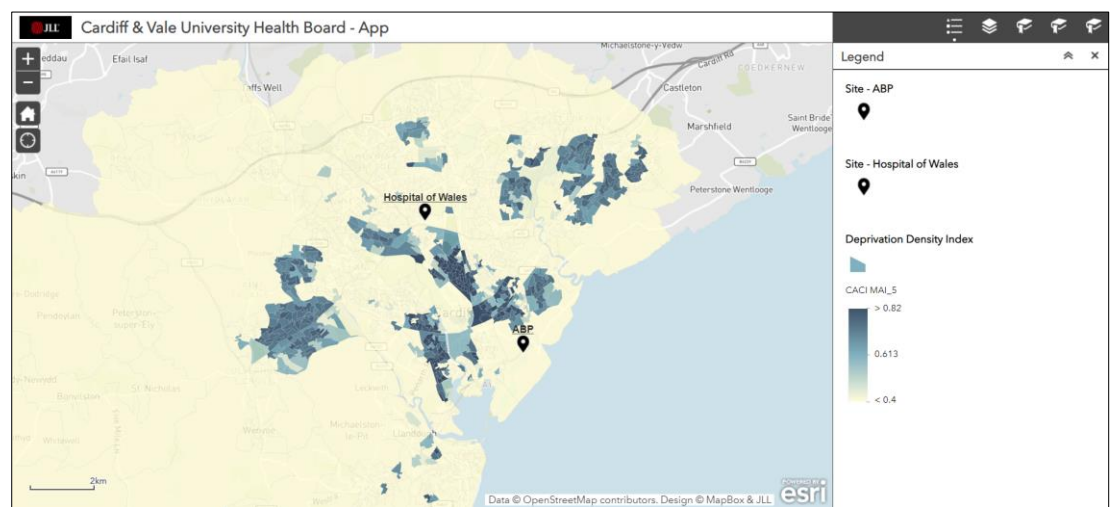 JLL
Cardiff & Vale University Health Board - App
Efail Isaf
Michaelstone-y-Vedw
Cardiff Rd
COEDKERNEW
Castleton
Marshfield
Saint Bride
Wentlooge
Peterstone Wentlooge
Hospital of Wales
Peterston-
super-Ely
Pendoylan
ABP
St Nicholas
Leckwith
Michaelston-
le-Pit
Llandou
Wenvoe
Bonvilston
2km
Data © OpenStreetMap contributors. Design © MapBox & JLL
POWERED BY
esri
Legend
Site - ABP
Site - Hospital of Wales
Deprivation Density Index
CACI MAI_5
> 0.82
0.613
< 0.4